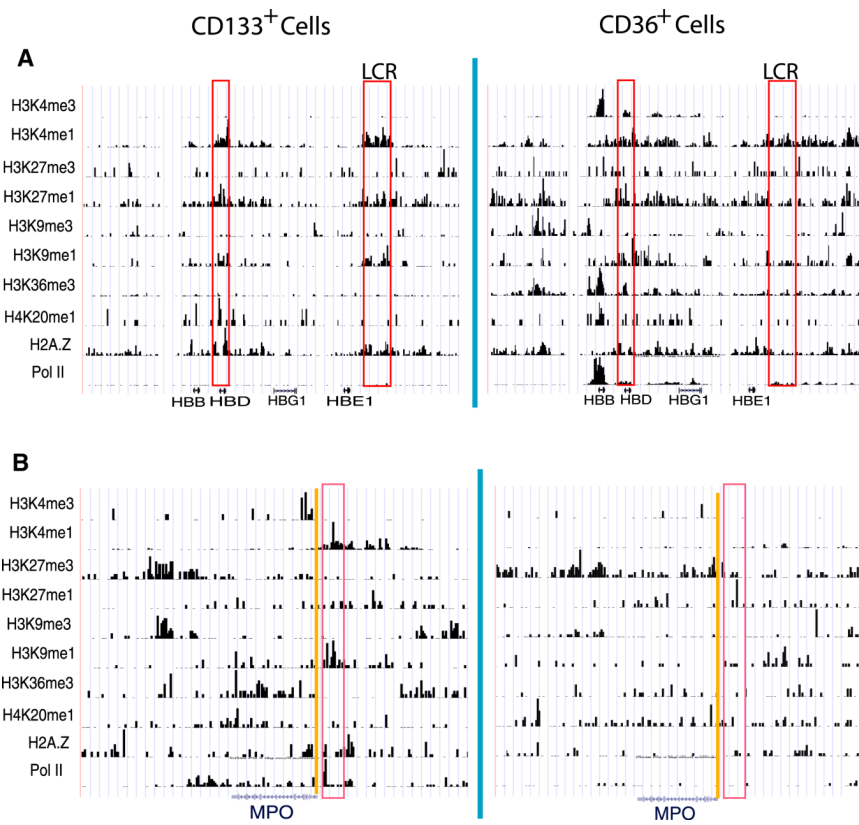 CD133+ Cells
CD36+ Cells
A
LCR
LCR
H3K4me3
H3K4me1
H3K27me3
H3K27me1
H3K9me3
H3K9me1
H3K36me3
H4K20me1
H2A.Z
Pol II
HBB HBD HBG1 HBE1
HBB HBD HBG1 HBE1
B
H3K4me3
H3K4me1
H3K27me3
H3K27me1
H3K9me3
H3K9me1
H3K36me3
H4K20me1
H2A.Z
Pol II
MPO
MPO